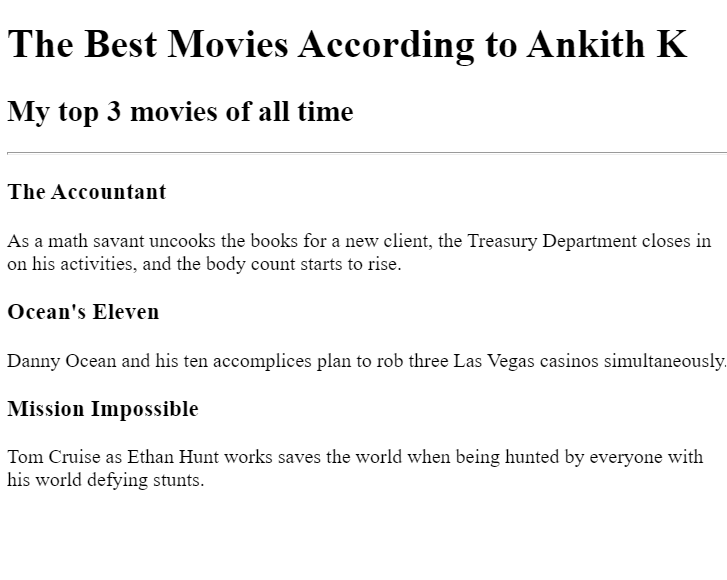 The Best Movies According to Ankith K
My top 3 movies of all time
The Accountant
As a math savant uncooks the books for a new client, the Treasury Department closes in
on his activities, and the body count starts to rise.
Ocean's Eleven
Danny Ocean and his ten accomplices plan to rob three Las Vegas casinos simultaneously.
Mission Impossible
Tom Cruise as Ethan Hunt works saves the world when being hunted by everyone with
his world defying stunts.